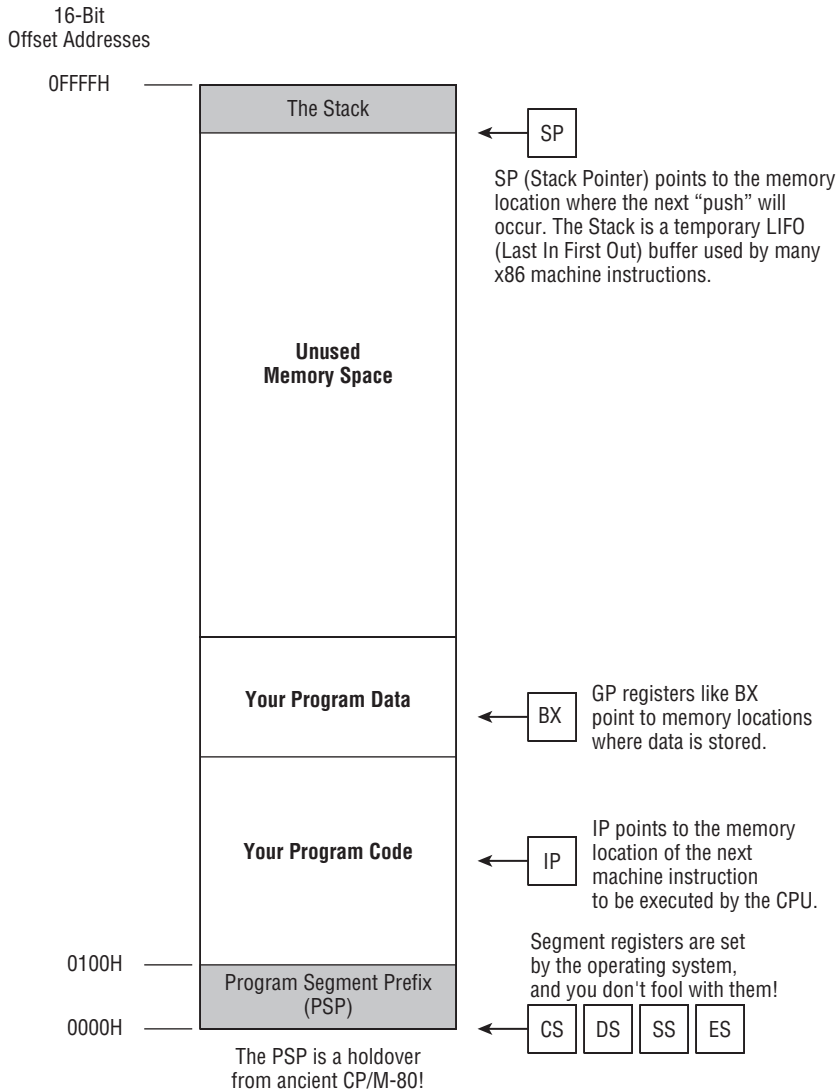 16-Bit
Offset Addresses
0FFFFH
The Stack
SP
SP (Stack Pointer) points to the memory
location where the next “push” will
occur. The Stack is a temporary LIFO
(Last In First Out) buffer used by many
x86 machine instructions.
Unused
Memory Space
Your Program Data
BX
GP registers like BX
point to memory locations
where data is stored.
Your Program Code
IP
IP points to the memory
location of the next
machine instruction
to be executed by the CPU.
Segment registers are set
by the operating system,
and you don't fool with them!
0100H
Program Segment Prefix
(PSP)
0000H
CS DS SS ES
The PSP is a holdover
from ancient CP/M-80!